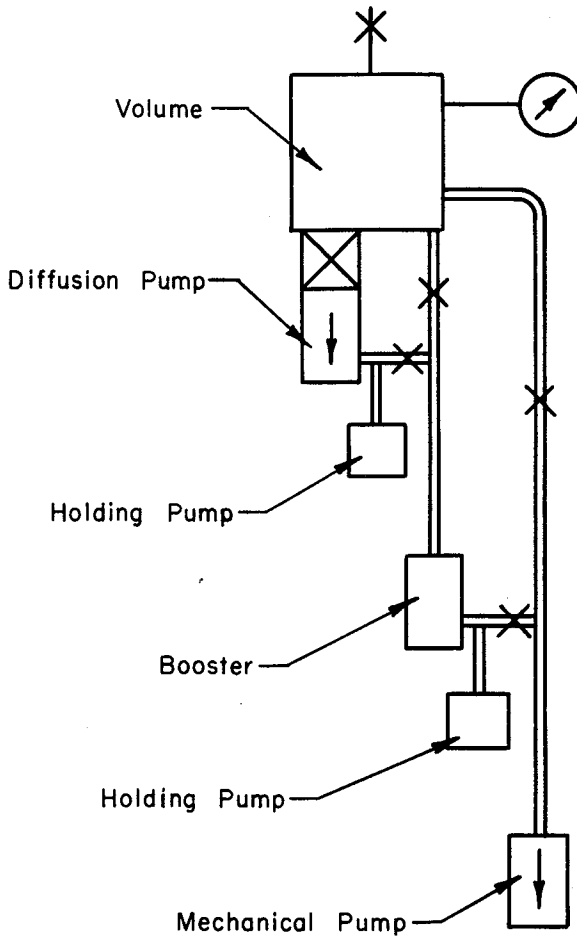 Volume
Diffusion Pump
Holding Pump
Booster
Holding Pump
Mechanical Pump